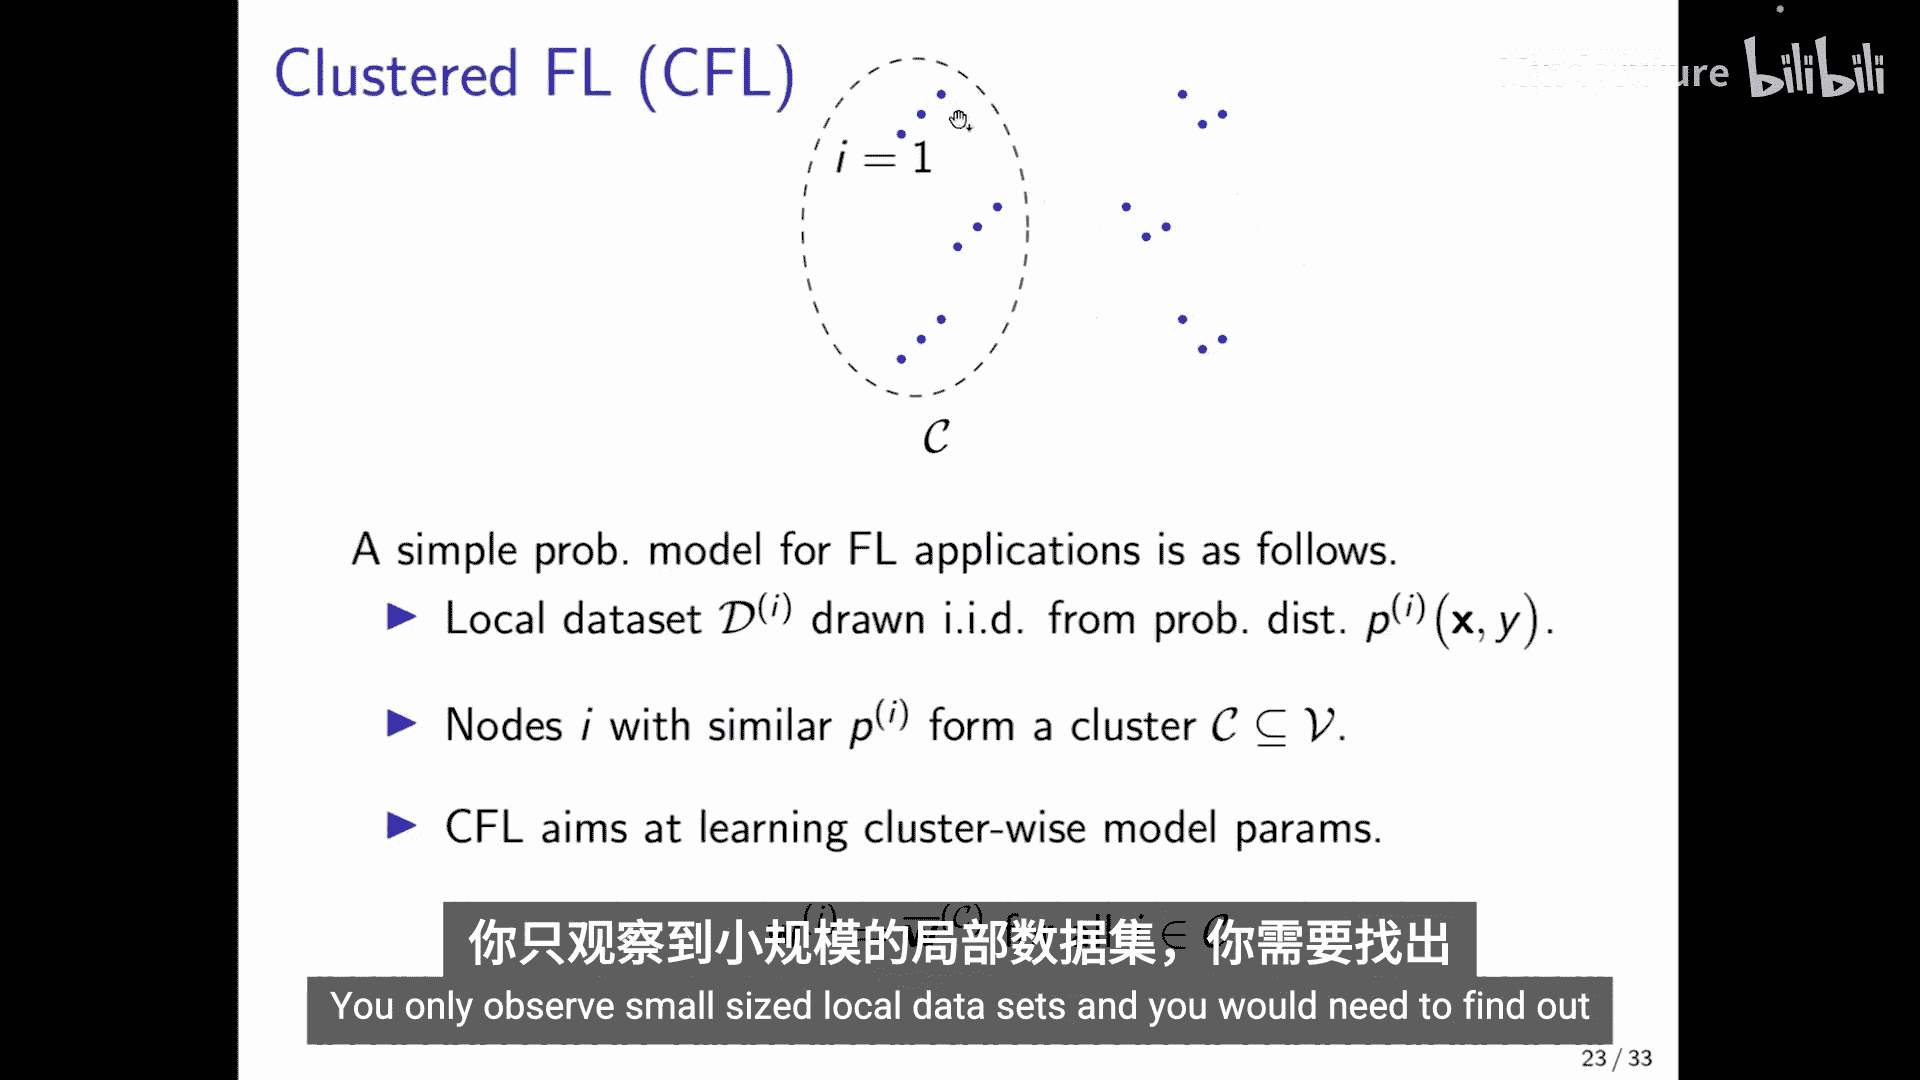 Clustered FL (CFL)
ure bilibili
i = 1
𝒞
A simple prob. model for FL applications is as follows.
▶ Local dataset 𝒟⁽ⁱ⁾ drawn i.i.d. from prob. dist. p⁽ⁱ⁾(𝐱, y).
▶ Nodes i with similar p⁽ⁱ⁾ form a cluster 𝒞 ⊆ 𝒱.
▶ CFL aims at learning cluster-wise model params.
你只观察到小规模的局部数据集，你需要找出
You only observe small sized local data sets and you would need to find out
23 / 33